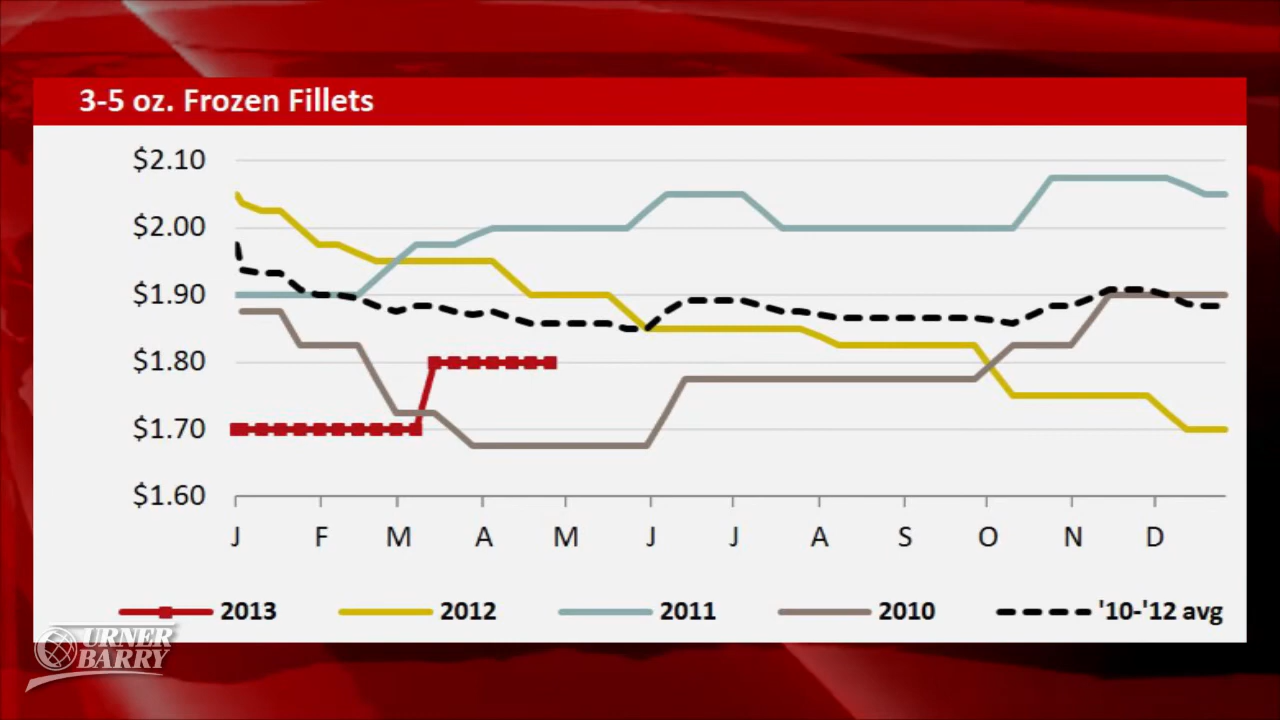 3-5 oz. Frozen Fillets
$2.10
$2.00
$1.90
$1.80
$1.70
$1.60
J F M A M J J A S O N D
2013 2012 2011 2010 '10-'12 avg
URNER
BARRY